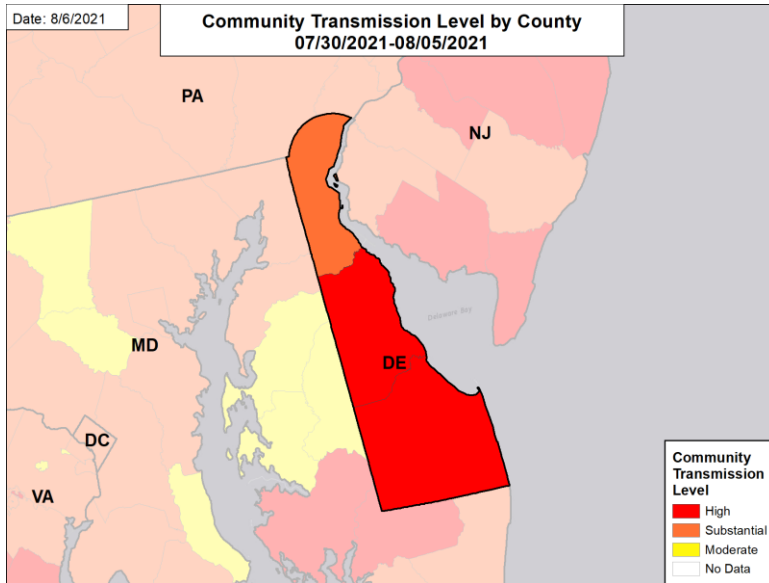 Date: 8/6/2021
Community Transmission Level by County
07/30/2021-08/05/2021
PA
NJ
Delaware Bay
MD
DE
DC
VA
Community
Transmission
Level
High
Substantial
Moderate
No Data